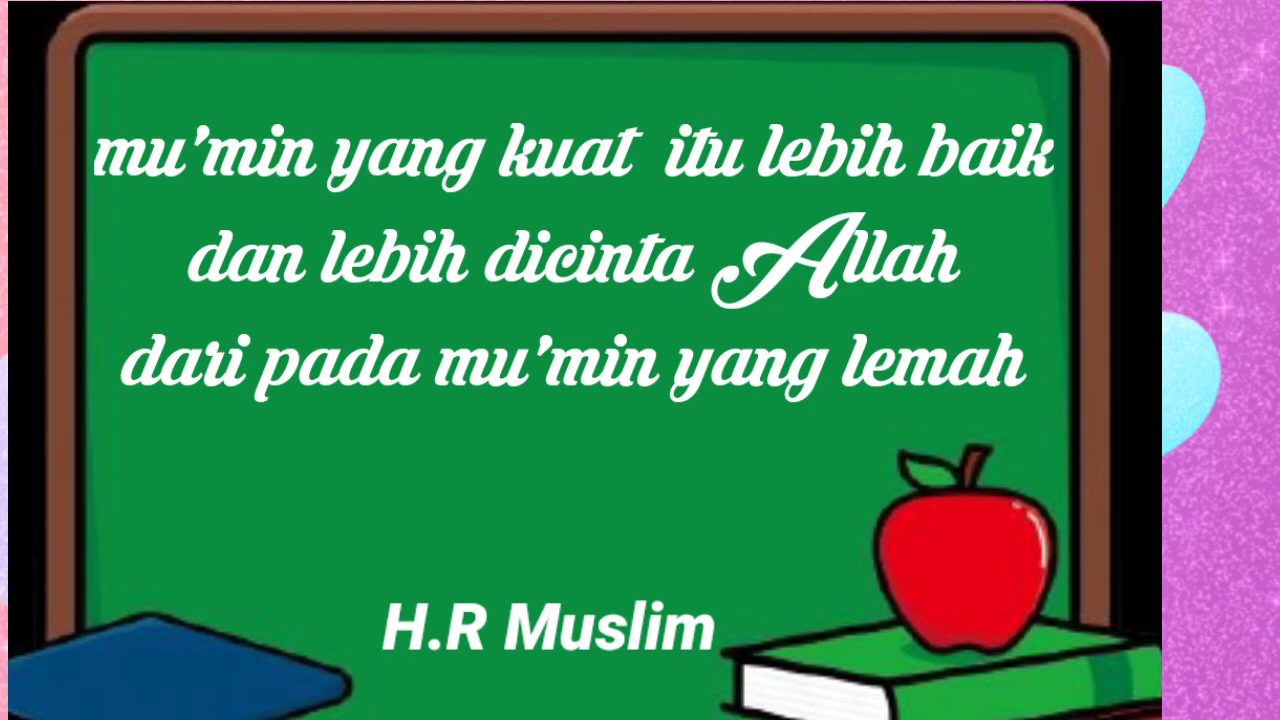 mu'min yang kuat itu lebih baik
dan lebih dicinta Allah
dari pada mu'min yang lemah
H.R Muslim